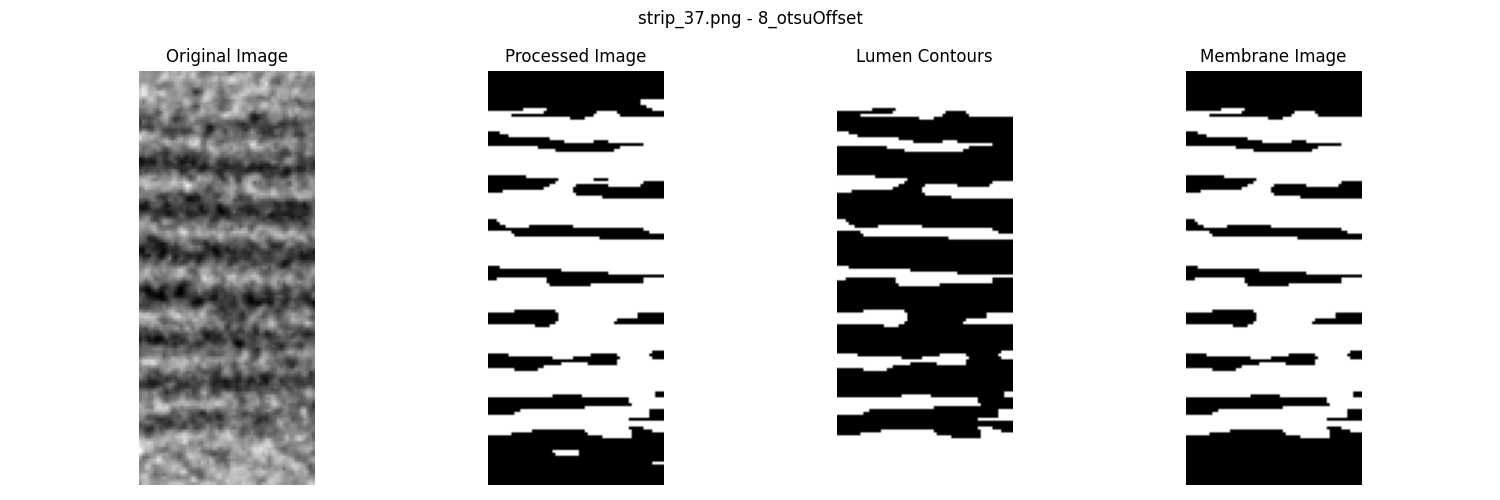 strip_37.png - 8_otsuOffset
Original Image
Processed Image
Lumen Contours
Membrane Image